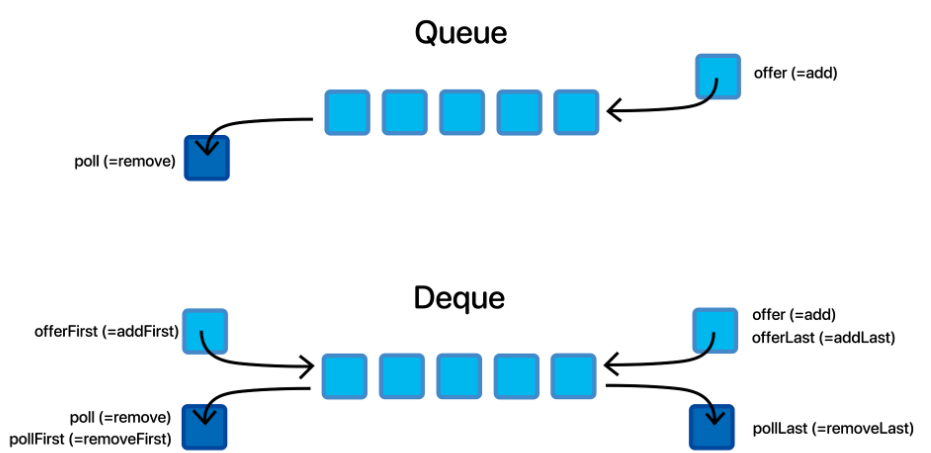 Queue
offer (=add)
poll (=remove)
Deque
offerFirst (=addFirst)
offer (=add)
offerLast (=addLast)
poll (=remove)
pollFirst (=removeFirst)
pollLast (=removeLast)